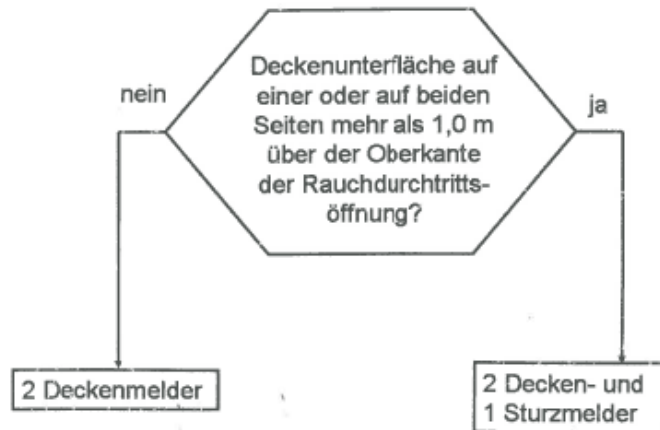 nein
Deckenunterfläche auf
einer oder auf beiden
Seiten mehr als 1,0 m
über der Oberkante
der Rauchdurchtritts-
öffnung?
ja
2 Deckenmelder
2 Decken- und
1 Sturzmelder